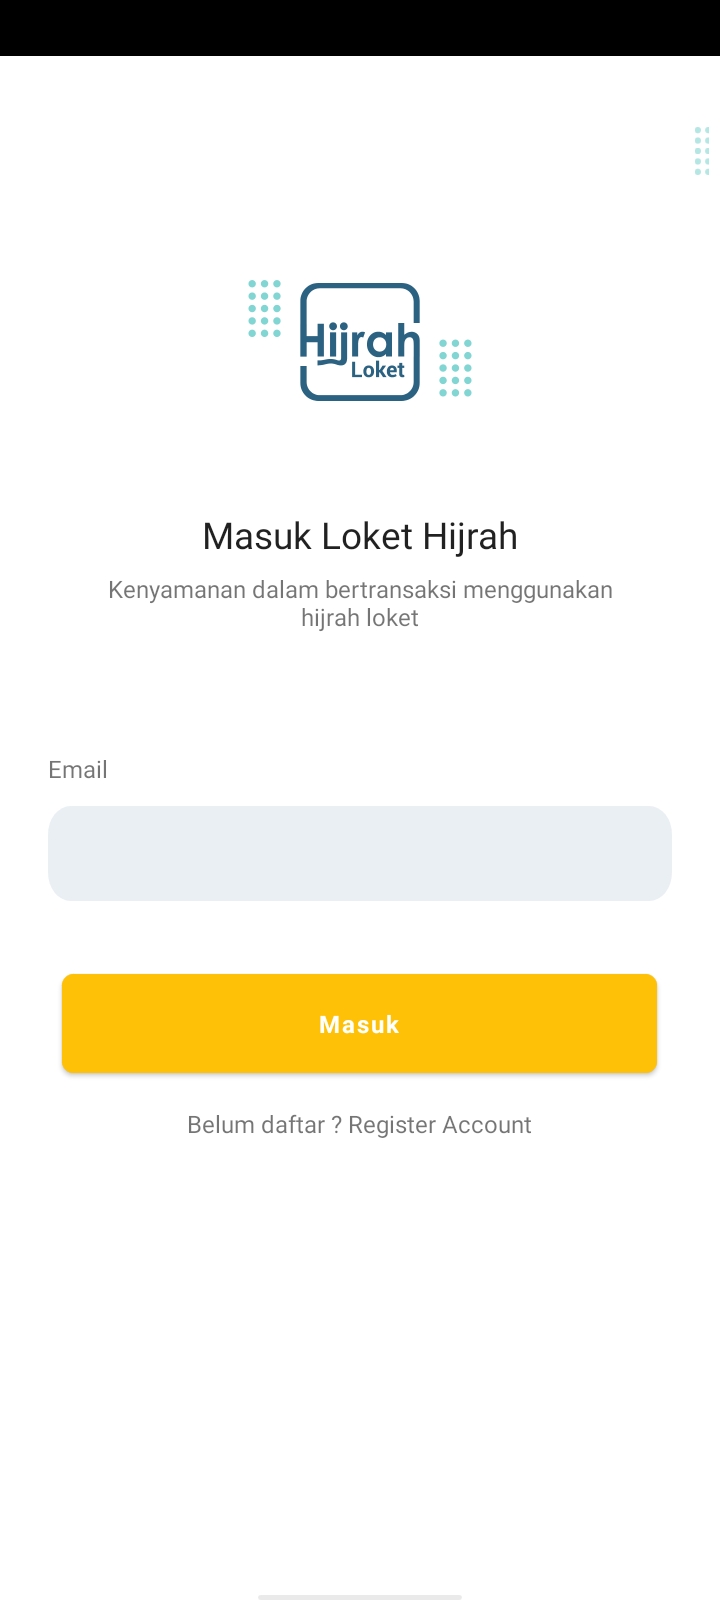 Hijrah
Loket
Masuk Loket Hijrah
Kenyamanan dalam bertransaksi menggunakan
hijrah loket
Email
Masuk
Belum daftar ? Register Account